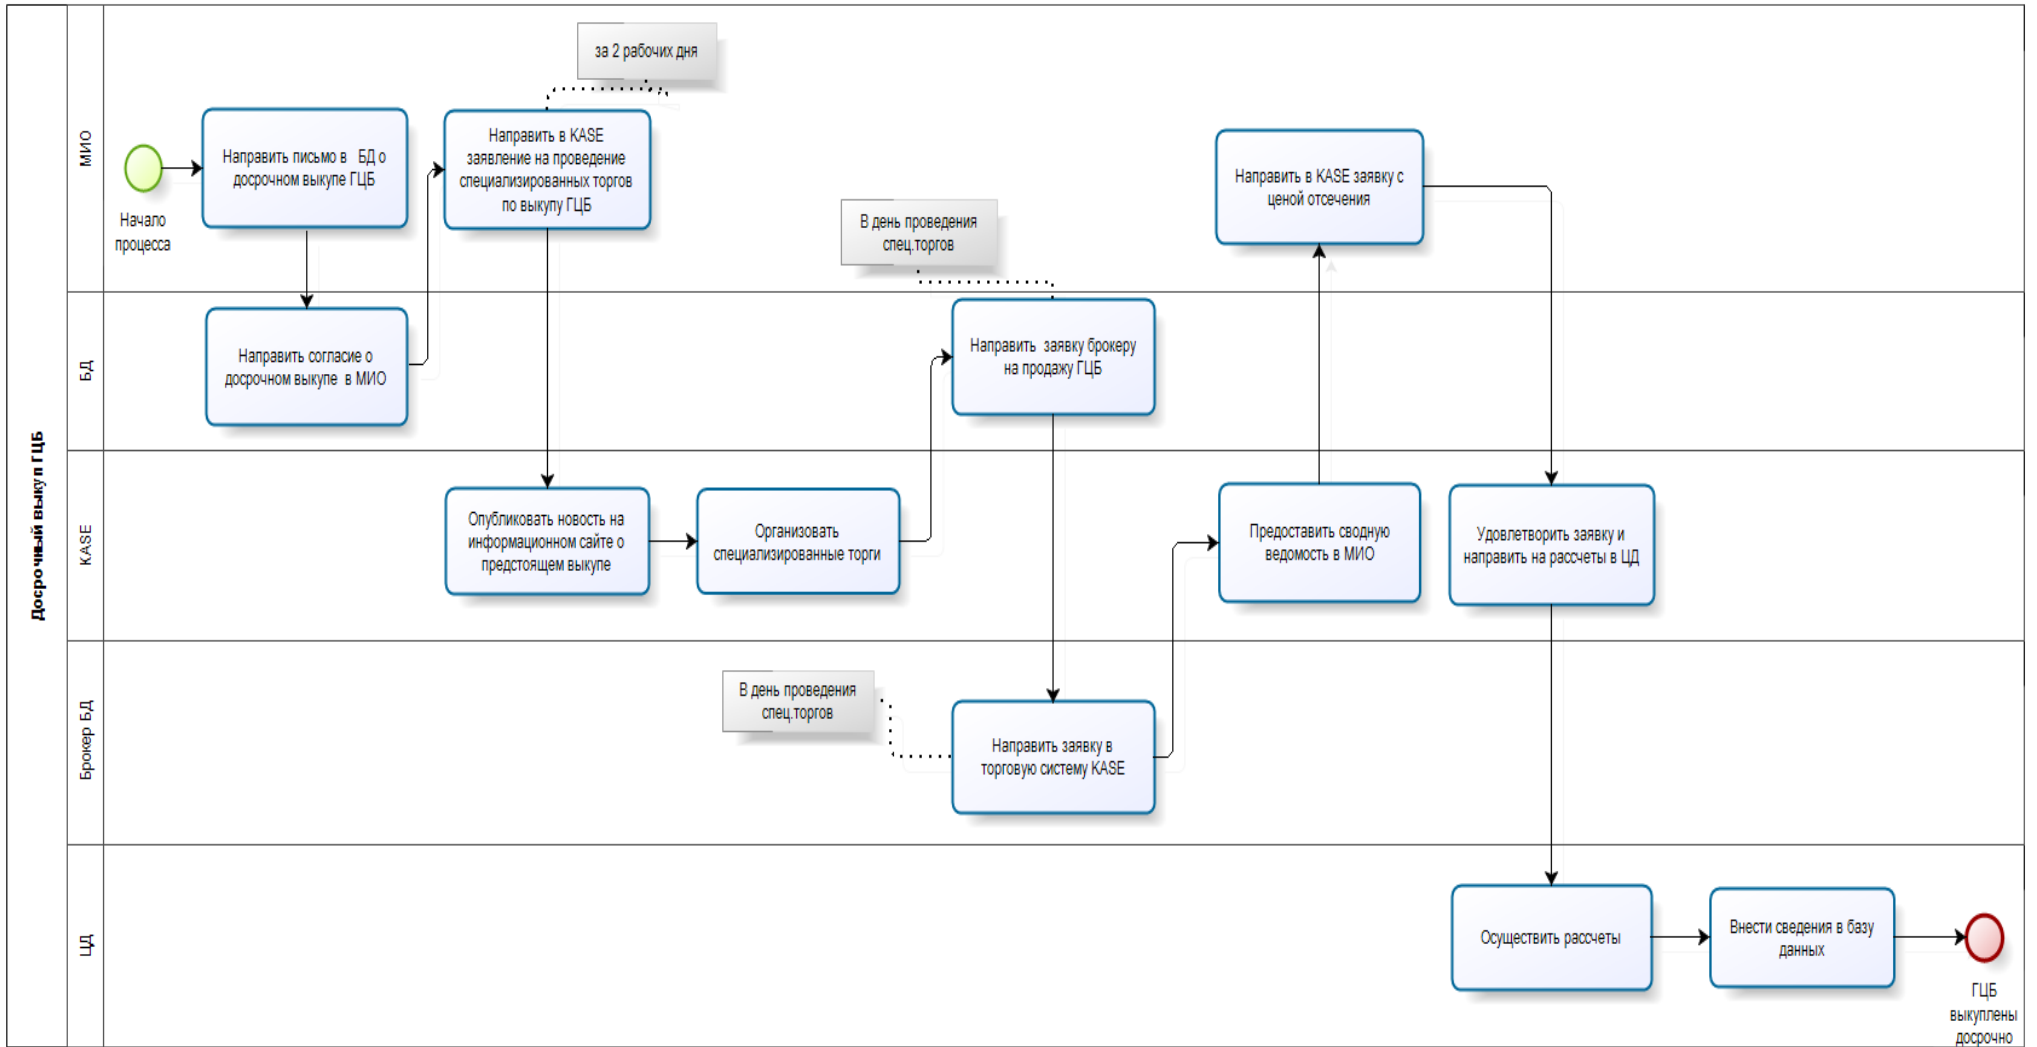 Досрочный выкуп ГЦБ
МИО
Начало
процесса
Направить письмо в БД о
досрочном выкупе ГЦБ
за 2 рабочих дня
Направить в KASE
заявление на проведение
специализированных торгов
по выкупу ГЦБ
Направить в KASE заявку с
ценой отсечения
В день проведения
спец.торгов
БД
Направить согласие о
досрочном выкупе в МИО
Направить заявку брокеру
на продажу ГЦБ
KASE
Опубликовать новость на
информационном сайте о
предстоящем выкупе
Организовать
специализированные торги
Предоставить сводную
ведомость в МИО
Удовлетворить заявку и
направить на рассчеты в ЦД
Брокер БД
В день проведения
спец.торгов
Направить заявку в
торговую систему KASE
ЦД
Осуществить рассчеты
Внести сведения в базу
данных
ГЦБ
выкуплены
досрочно